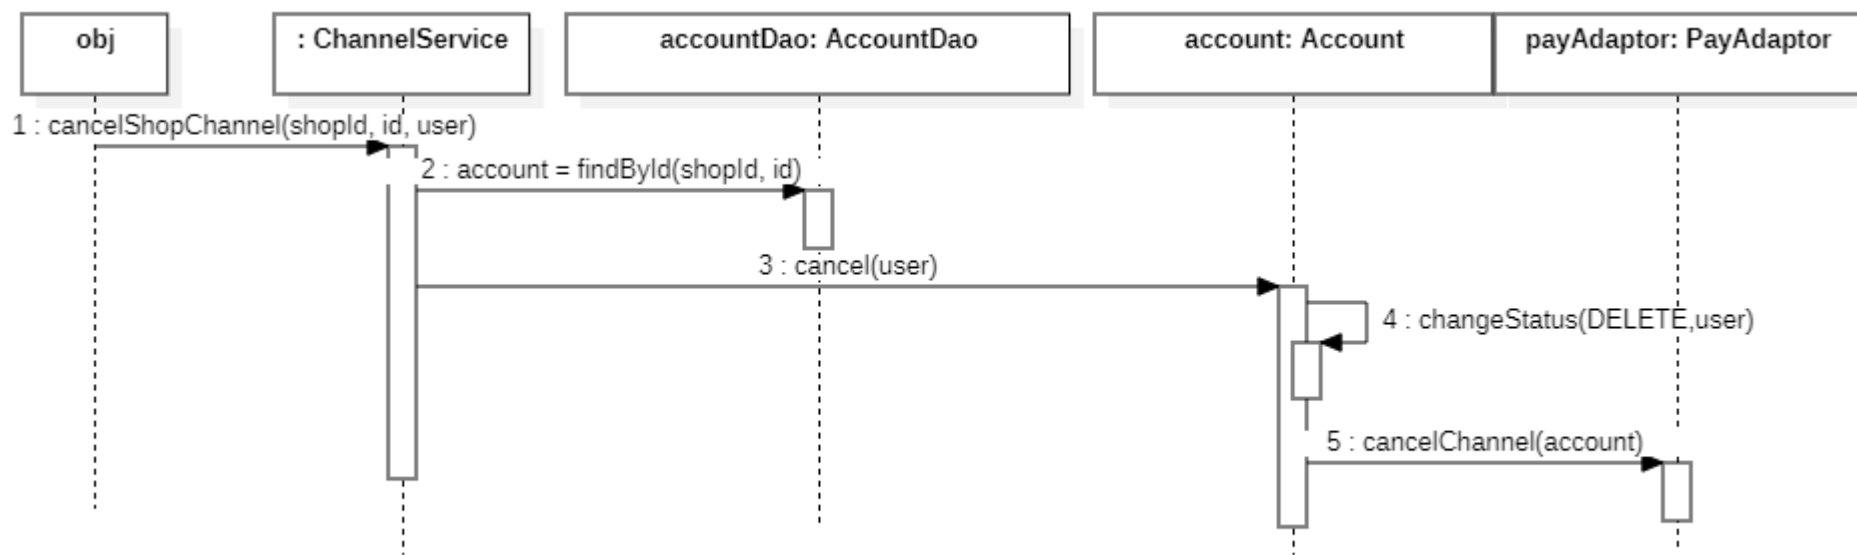 obj
: ChannelService
accountDao: AccountDao
account: Account
payAdaptor: PayAdaptor
1 : cancelShopChannel(shopId, id, user)
2 : account = findById(shopId, id)
3 : cancel(user)
4 : changeStatus(DELETE,user)
5 : cancelChannel(account)